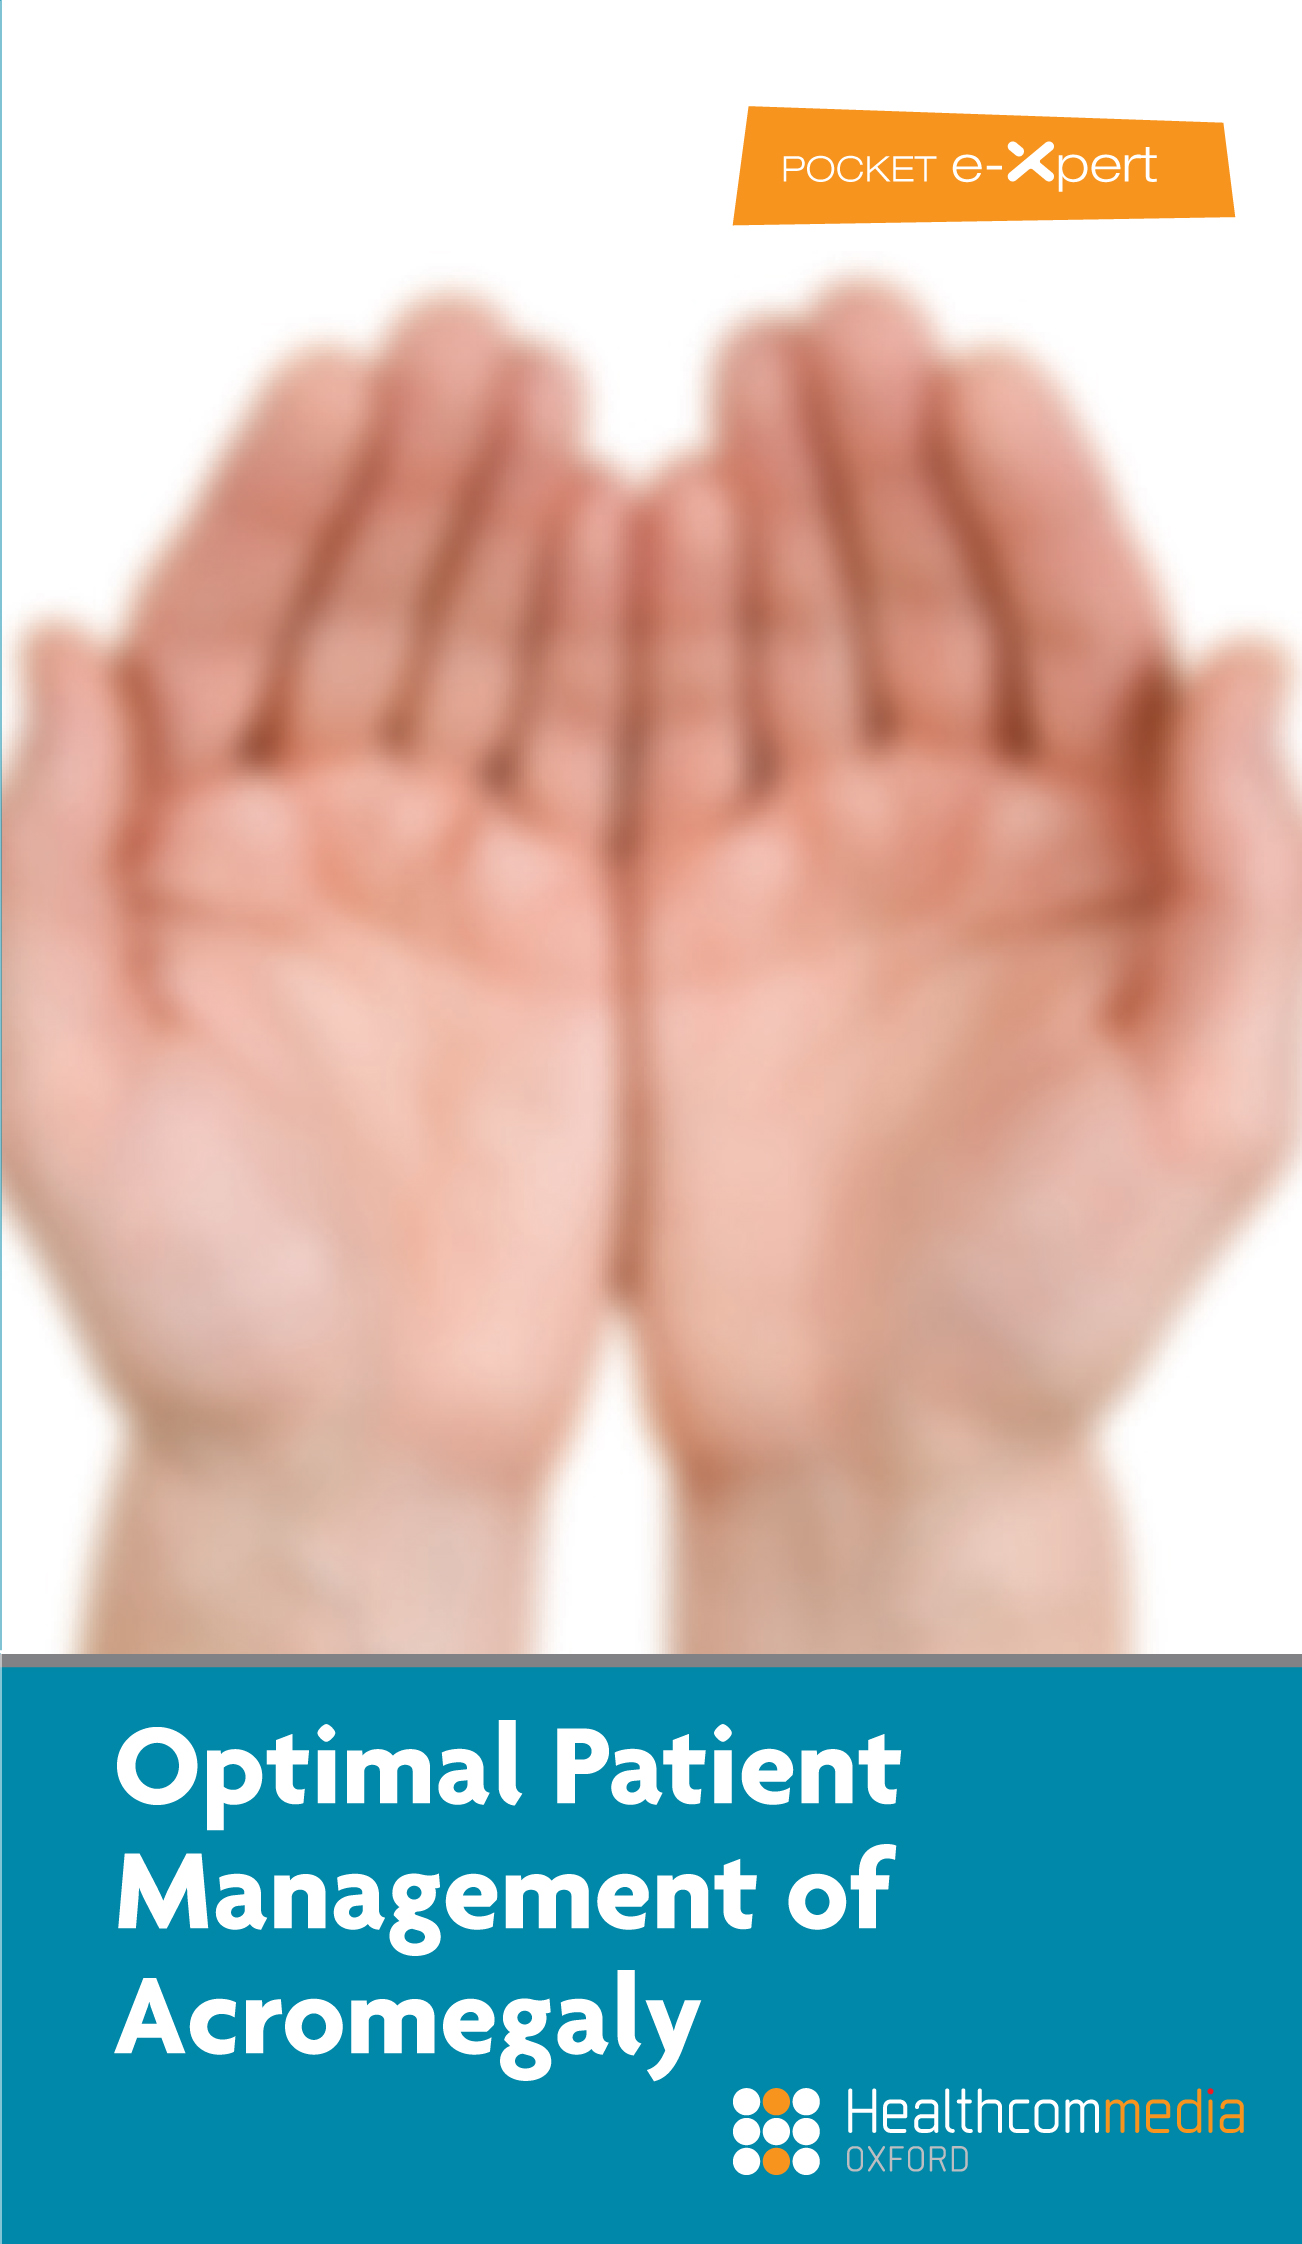 POCKET e-Xpert
Optimal Patient
Management of
Acromegaly
Healthcommedia
OXFORD